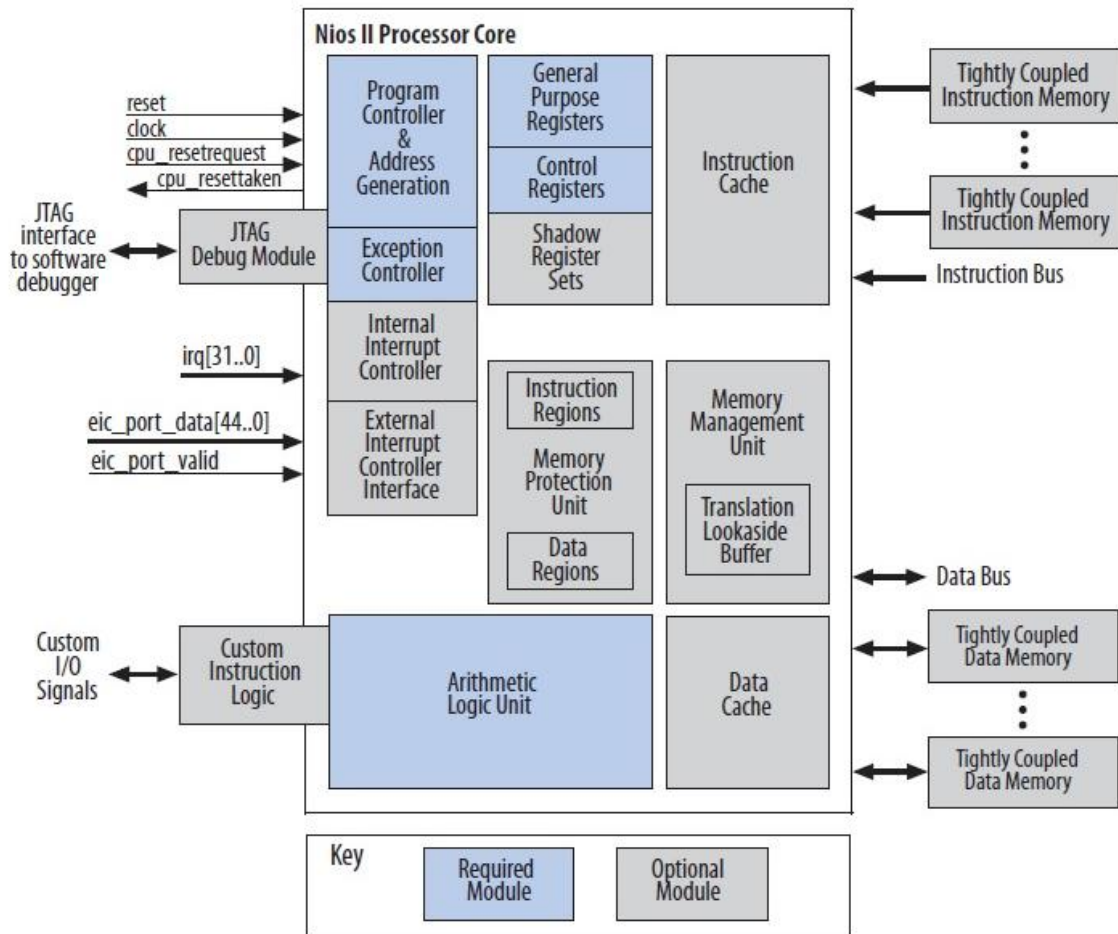 Nios II Processor Core
reset
clock
cpu_resetrequest
cpu_resettaken
JTAG
interface
to software
debugger
JTAG
Debug Module
irq[31..0]
eic_port_data[44..0]
eic_port_valid
Custom
I/O
Signals
Custom
Instruction
Logic
Program
Controller
&
Address
Generation
Exception
Controller
Internal
Interrupt
Controller
External
Interrupt
Controller
Interface
General
Purpose
Registers
Control
Registers
Shadow
Register
Sets
Instruction
Cache
Instruction
Regions
Memory
Protection
Unit
Data
Regions
Memory
Management
Unit
Translation
Lookaside
Buffer
Arithmetic
Logic Unit
Data
Cache
Tightly Coupled
Instruction Memory
Tightly Coupled
Instruction Memory
Instruction Bus
Data Bus
Tightly Coupled
Data Memory
Tightly Coupled
Data Memory
Key
Required
Module
Optional
Module